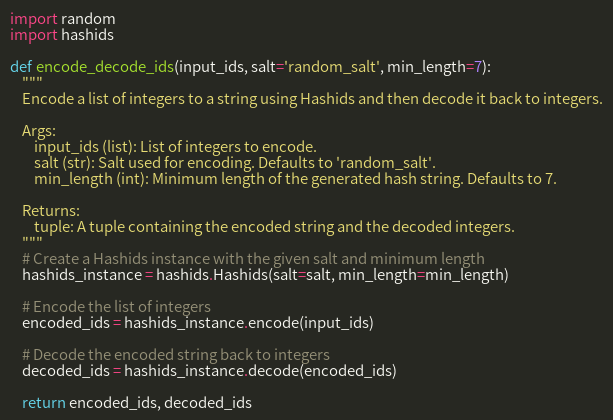 import random
import hashids

def encode_decode_ids(input_ids, salt='random_salt', min_length=7):
    """
    Encode a list of integers to a string using Hashids and then decode it back to integers.

    Args:
        input_ids (list): List of integers to encode.
        salt (str): Salt used for encoding. Defaults to 'random_salt'.
        min_length (int): Minimum length of the generated hash string. Defaults to 7.

    Returns:
        tuple: A tuple containing the encoded string and the decoded integers.
    """
    # Create a Hashids instance with the given salt and minimum length
    hashids_instance = hashids.Hashids(salt=salt, min_length=min_length)

    # Encode the list of integers
    encoded_ids = hashids_instance.encode(input_ids)

    # Decode the encoded string back to integers
    decoded_ids = hashids_instance.decode(encoded_ids)

    return encoded_ids, decoded_ids